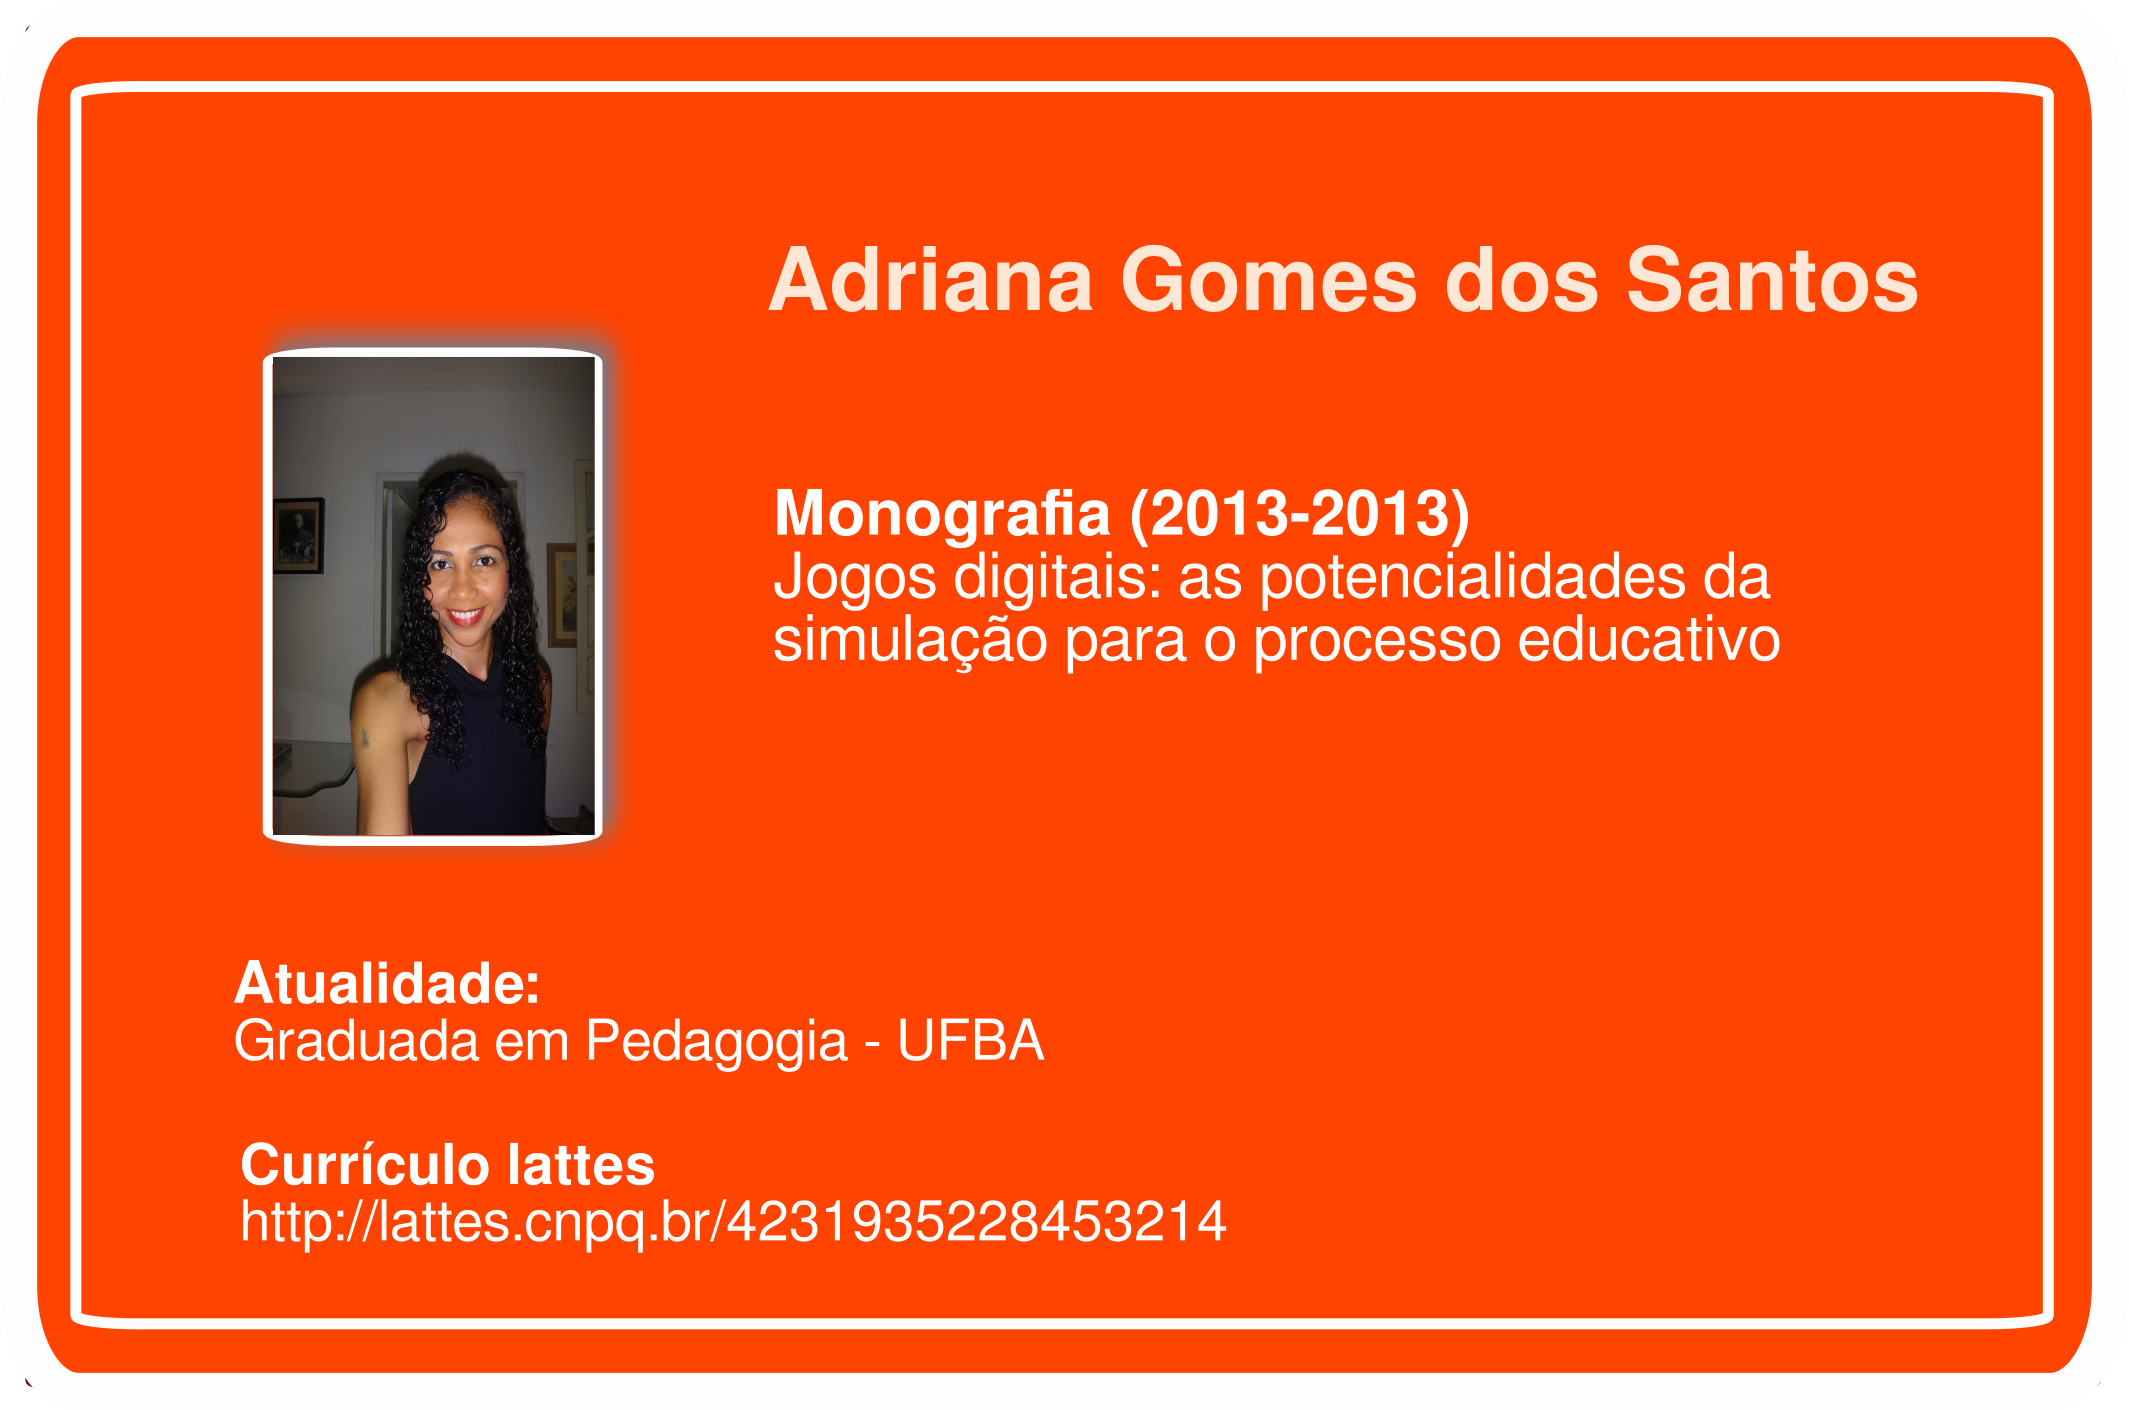 Adriana Gomes dos Santos
Monografia (2013-2013)
Jogos digitais: as potencialidades da
simulação para o processo educativo
Atualidade:
Graduada em Pedagogia - UFBA
Currículo lattes
http://lattes.cnpq.br/4231935228453214